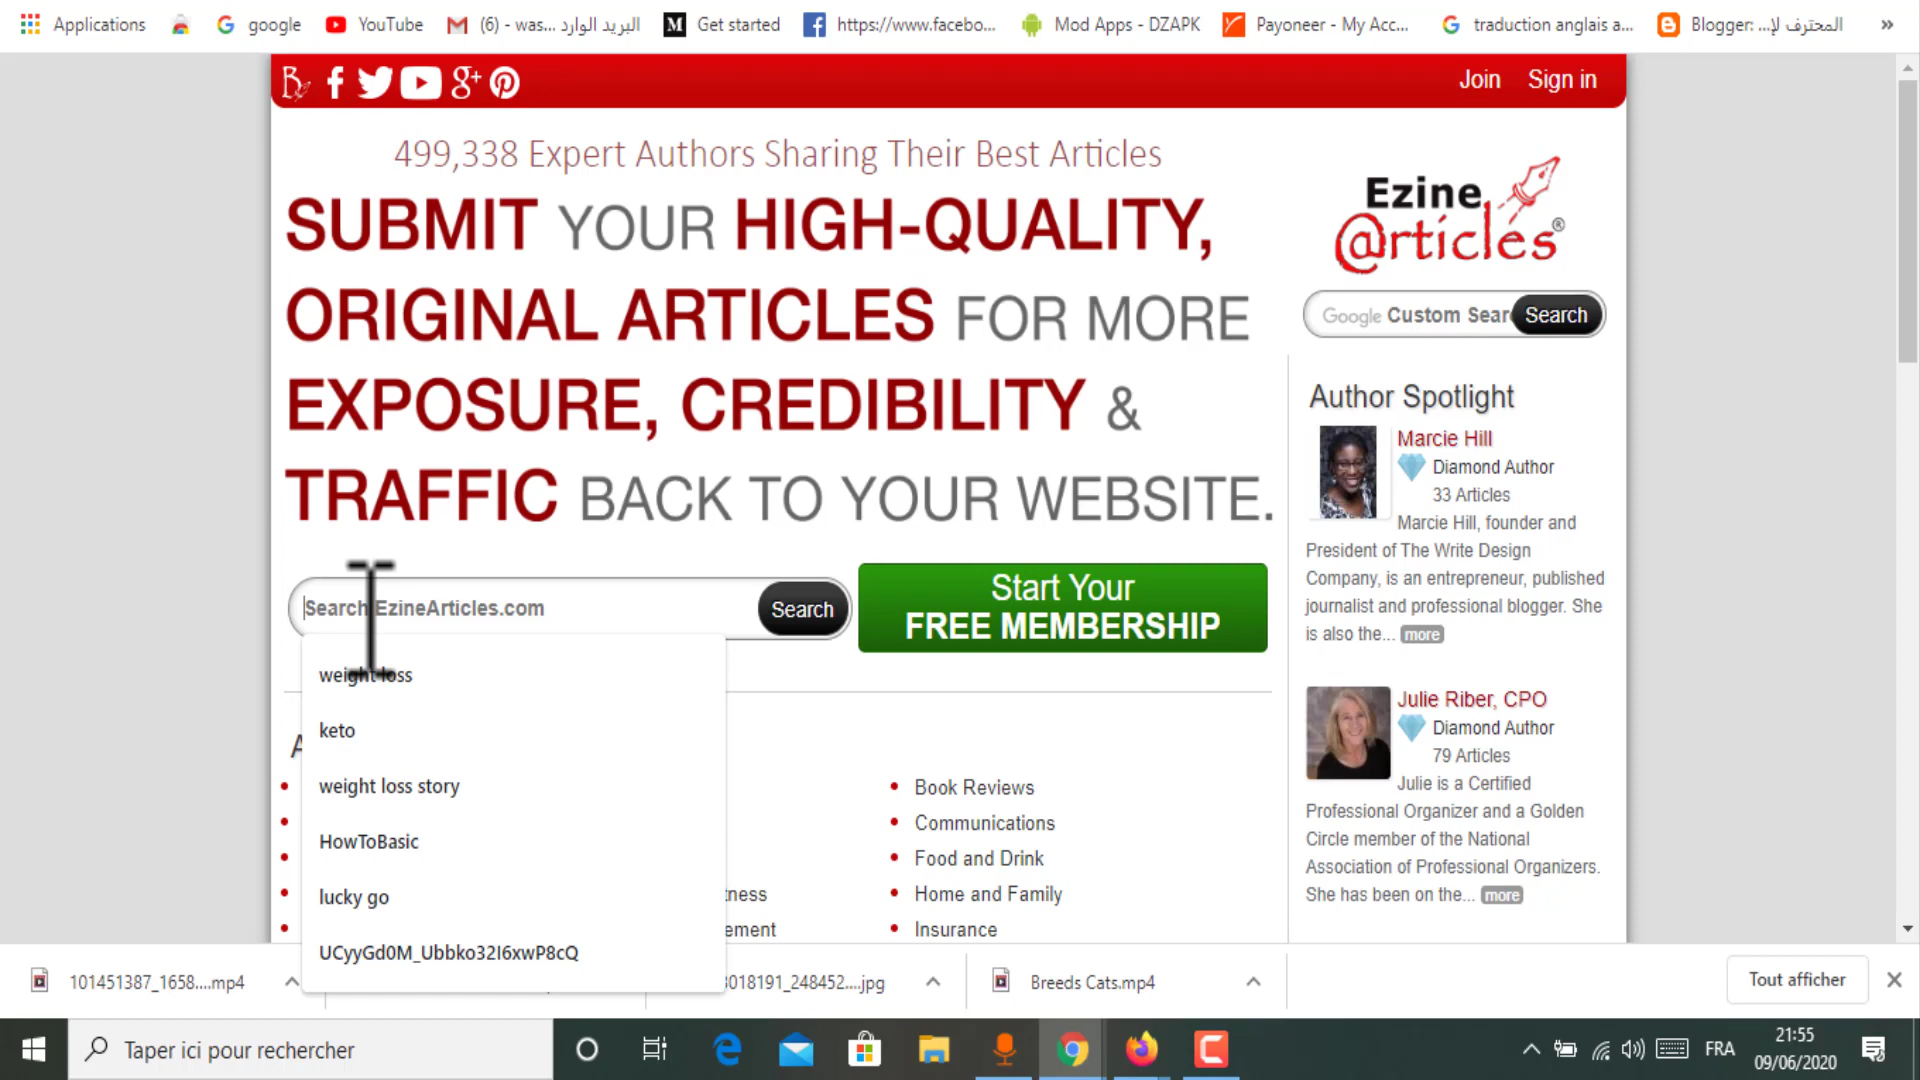 Applications
google
YouTube
(6) البريد الوارد - was...
Get started
https://www.facebo...
Mod Apps - DZAPK
Payoneer - My Acc...
traduction anglais a...
Blogger: ...المحترف لإ
»
Join
Sign in
499,338 Expert Authors Sharing Their Best Articles
SUBMIT YOUR HIGH-QUALITY,
ORIGINAL ARTICLES FOR MORE
EXPOSURE, CREDIBILITY &
TRAFFIC BACK TO YOUR WEBSITE.
Ezine
@rticles®
Google Custom Sear
Search
Search EzineArticles.com
Search
Start Your
FREE MEMBERSHIP
weight loss
keto
weight loss story
HowToBasic
lucky go
UCyyGd0M_Ubbko32I6xwP8cQ
A
tness
ement
Book Reviews
Communications
Food and Drink
Home and Family
Insurance
Author Spotlight
Marcie Hill
Diamond Author
33 Articles
Marcie Hill, founder and
President of The Write Design
Company, is an entrepreneur, published
journalist and professional blogger. She
is also the... more
Julie Riber, CPO
Diamond Author
79 Articles
Julie is a Certified
Professional Organizer and a Golden
Circle member of the National
Association of Professional Organizers.
She has been on the... more
101451387_1658....mp4
018191_248452....jpg
Breeds Cats.mp4
Tout afficher
Taper ici pour rechercher
FRA
21:55
09/06/2020